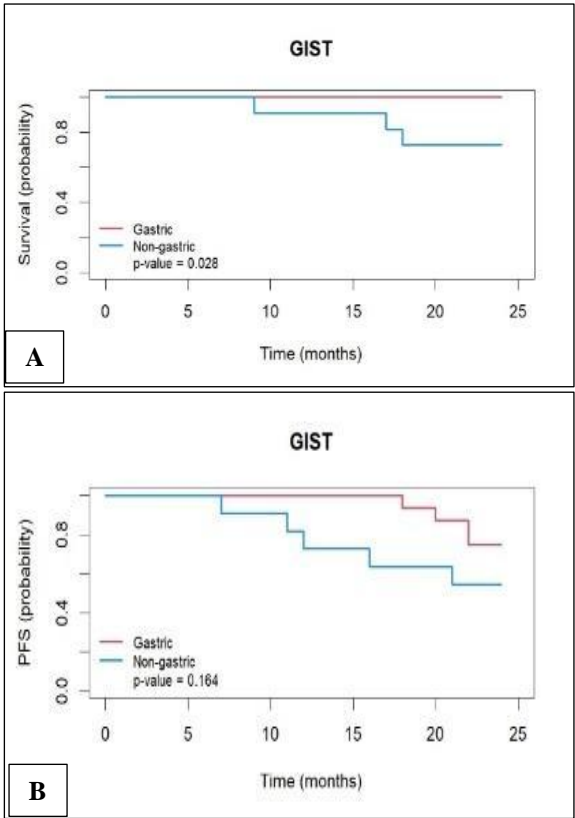 GIST
Survival (probability)
0.8
0.4
0.0
Gastric
Non-gastric
p-value = 0.028
0 5 10 15 20 25
Time (months)
A
GIST
PFS (probability)
0.8
0.4
0.0
Gastric
Non-gastric
p-value = 0.164
0 5 10 15 20 25
Time (months)
B